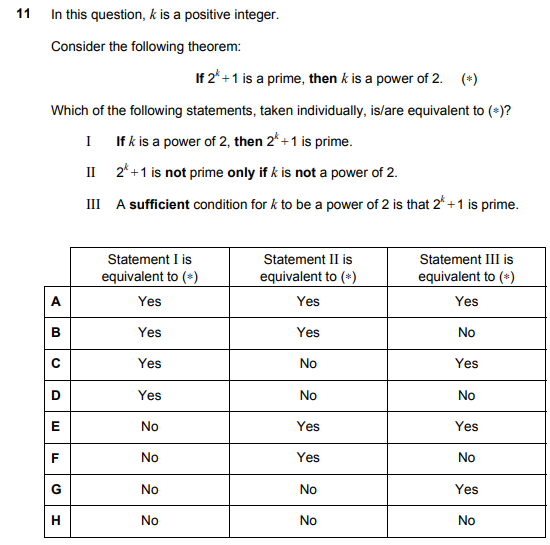 11 In this question, k is a positive integer.
Consider the following theorem:
If 2^k + 1 is a prime, then k is a power of 2. (*)
Which of the following statements, taken individually, is/are equivalent to (*)?
I If k is a power of 2, then 2^k + 1 is prime.
II 2^k + 1 is not prime only if k is not a power of 2.
III A sufficient condition for k to be a power of 2 is that 2^k + 1 is prime.
Statement I is equivalent to (*) Statement II is equivalent to (*) Statement III is equivalent to (*)
A Yes Yes Yes
B Yes Yes No
C Yes No Yes
D Yes No No
E No Yes Yes
F No Yes No
G No No Yes
H No No No